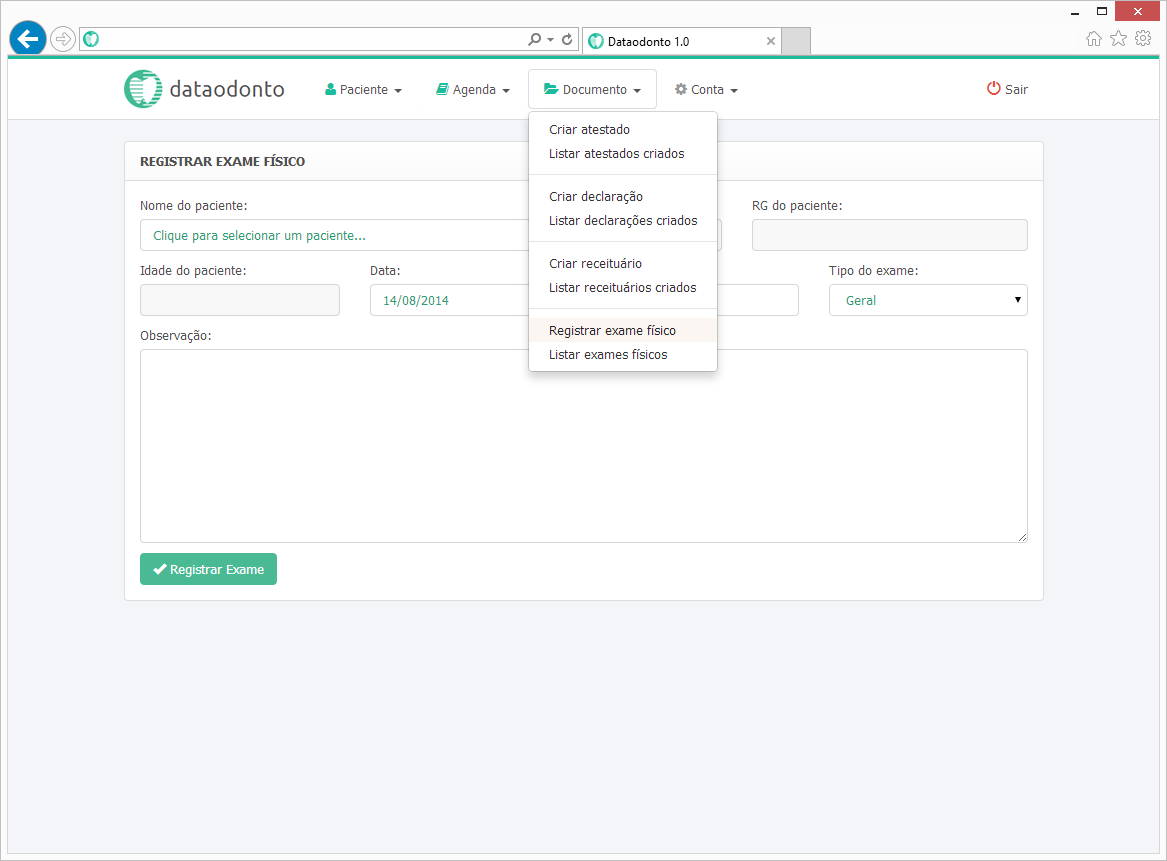 Dataodonto 1.0
dataodonto
Paciente
Agenda
Documento
Conta
Sair
Criar atestado
Listar atestados criados
Criar declaração
Listar declarações criados
Criar receituário
Listar receituários criados
Registrar exame físico
Listar exames físicos
REGISTRAR EXAME FÍSICO
Nome do paciente:
RG do paciente:
Clique para selecionar um paciente...
Idade do paciente:
Data:
Tipo do exame:
14/08/2014
Geral
Observação:
Registrar Exame